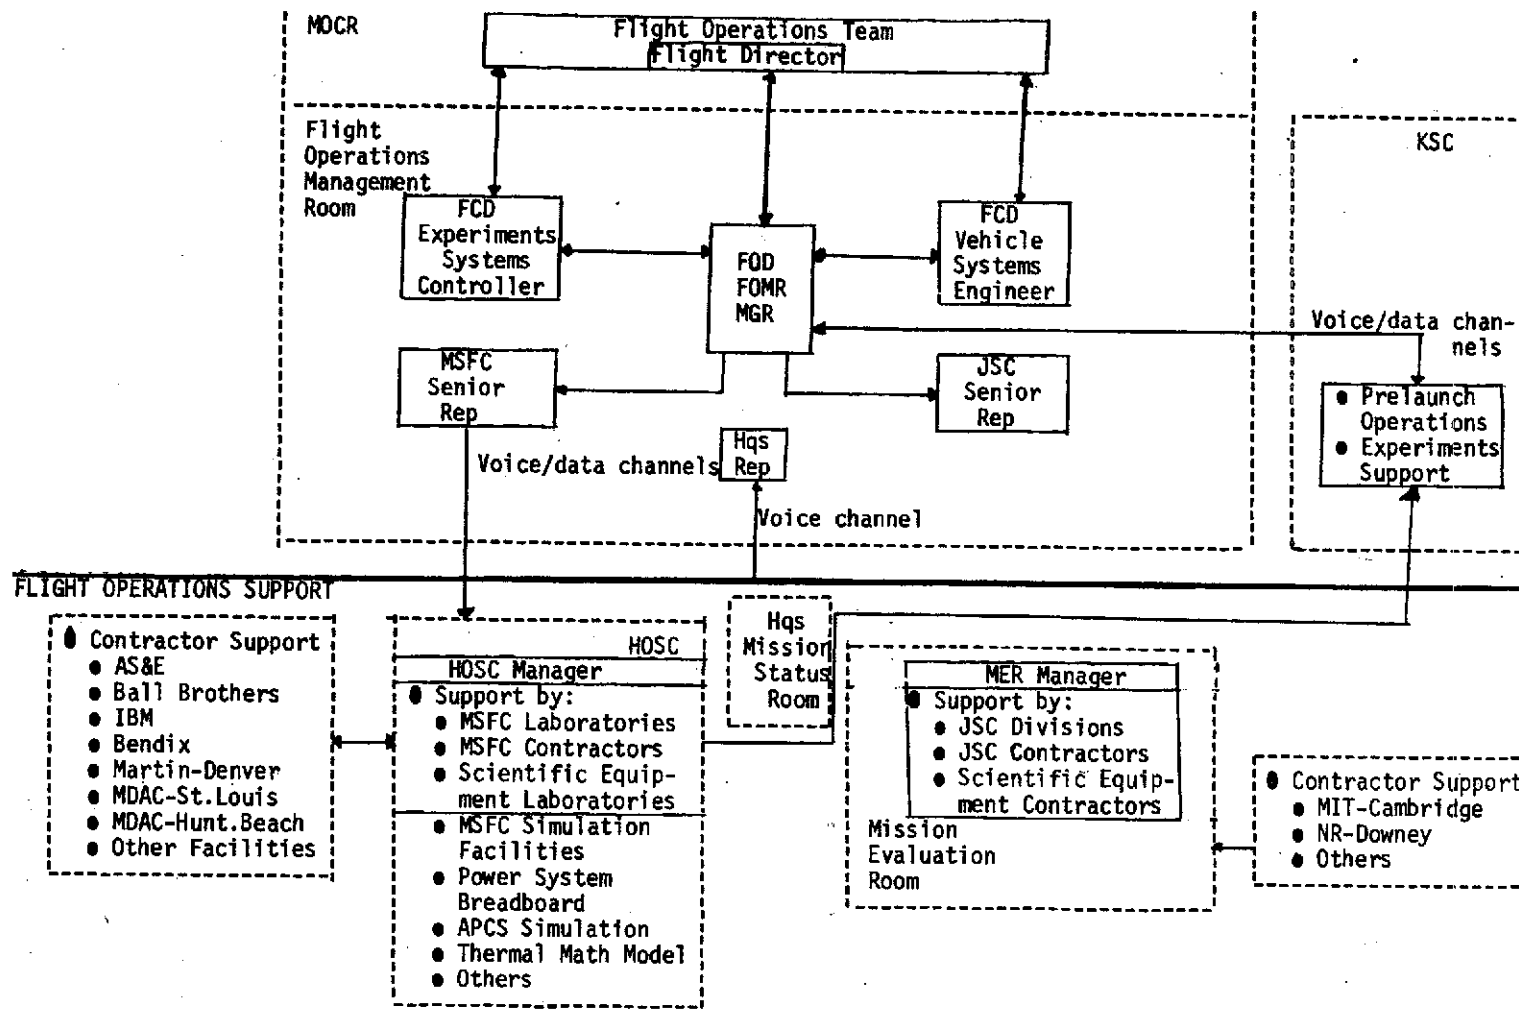 MOCR
Flight Operations Team
Flight Director
Flight
Operations
Management
Room
KSC
FCD
Experiments
Systems
Controller
FOD
FOMR
MGR
FCD
Vehicle
Systems
Engineer
Voice/data chan-
nels
MSFC
Senior
Rep
JSC
Senior
Rep
● Prelaunch
Operations
● Experiments
Support
Hqs
Rep
Voice/data channels
Voice channel
FLIGHT OPERATIONS SUPPORT
● Contractor Support
● AS&E
● Ball Brothers
● IBM
● Bendix
● Martin-Denver
● MDAC-St.Louis
● MDAC-Hunt.Beach
● Other Facilities
HOSC
HOSC Manager
● Support by:
● MSFC Laboratories
● MSFC Contractors
● Scientific Equip-
ment Laboratories
● MSFC Simulation
Facilities
● Power System
Breadboard
● APCS Simulation
● Thermal Math Model
● Others
Hqs
Mission
Status
Room
MER Manager
● Support by:
● JSC Divisions
● JSC Contractors
● Scientific Equip-
ment Contractors
Mission
Evaluation
Room
● Contractor Support
● MIT-Cambridge
● NR-Downey
● Others